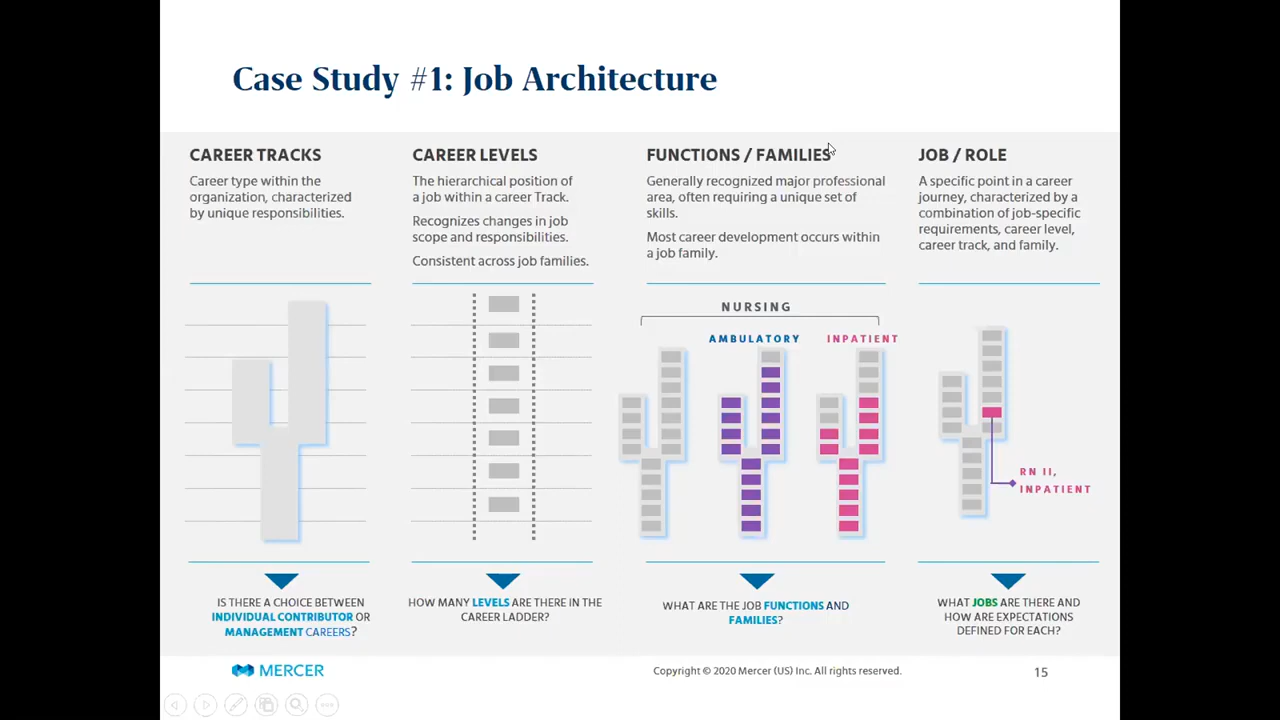 Case Study #1: Job Architecture
CAREER TRACKS
Career type within the
organization, characterized
by unique responsibilities.
IS THERE A CHOICE BETWEEN
INDIVIDUAL CONTRIBUTOR OR
MANAGEMENT CAREERS?
CAREER LEVELS
The hierarchical position of
a job within a career Track.
Recognizes changes in job
scope and responsibilities.
Consistent across job families.
HOW MANY LEVELS ARE THERE IN THE
CAREER LADDER?
FUNCTIONS / FAMILIES
Generally recognized major professional
area, often requiring a unique set of
skills.
Most career development occurs within
a job family.
NURSING
AMBULATORY
INPATIENT
WHAT ARE THE JOB FUNCTIONS AND
FAMILIES?
JOB / ROLE
A specific point in a career
journey, characterized by a
combination of job-specific
requirements, career level,
career track, and family.
RN II,
INPATIENT
WHAT JOBS ARE THERE AND
HOW ARE EXPECTATIONS
DEFINED FOR EACH?
MERCER
Copyright © 2020 Mercer (US) Inc. All rights reserved.
15